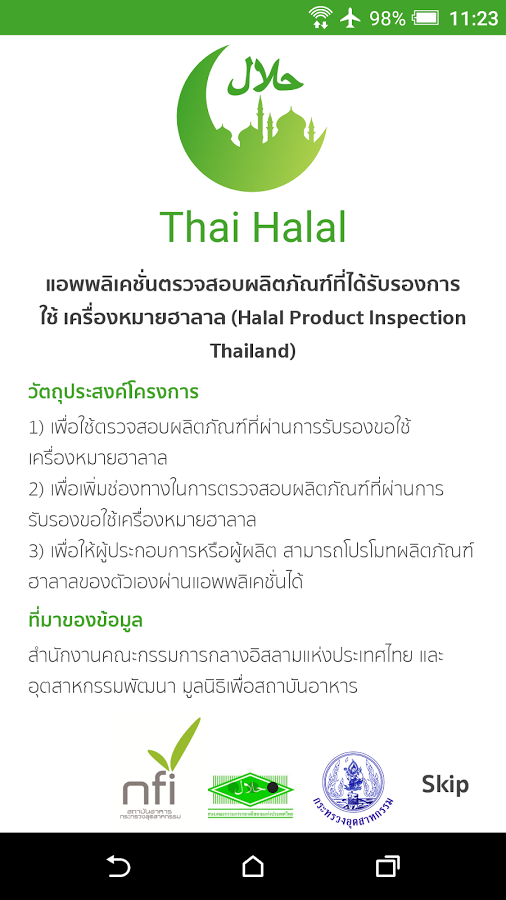 98% 11:23
حلال
Thai Halal
แอพพลิเคชั่นตรวจสอบผลิตภัณฑ์ที่ได้รับรองการ
ใช้ เครื่องหมายฮาลาล (Halal Product Inspection
Thailand)
วัตถุประสงค์โครงการ
1) เพื่อใช้ตรวจสอบผลิตภัณฑ์ที่ผ่านการรับรองขอใช้
เครื่องหมายฮาลาล
2) เพื่อเพิ่มช่องทางในการตรวจสอบผลิตภัณฑ์ที่ผ่านการ
รับรองขอใช้เครื่องหมายฮาลาล
3) เพื่อให้ผู้ประกอบการหรือผู้ผลิต สามารถโปรโมทผลิตภัณฑ์
ฮาลาลของตัวเองผ่านแอพพลิเคชั่นได้
ที่มาของข้อมูล
สำนักงานคณะกรรมการกลางอิสลามแห่งประเทศไทย และ
อุตสาหกรรมพัฒนา มูลนิธิเพื่อสถาบันอาหาร
nfi
สถาบันอาหาร
กระทรวงอุตสาหกรรม
حلال
กระทรวงอุตสาหกรรม
Skip